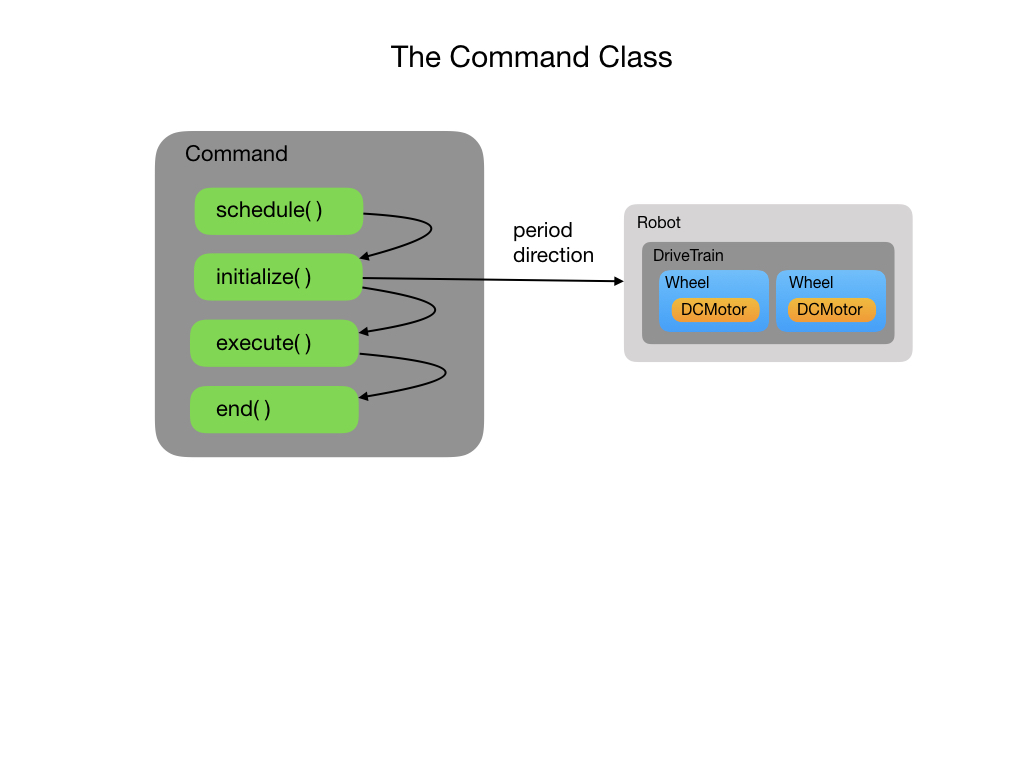 The Command Class
Command
schedule( )
initialize( )
execute( )
end( )
period
direction
Robot
DriveTrain
Wheel
DCMotor
Wheel
DCMotor